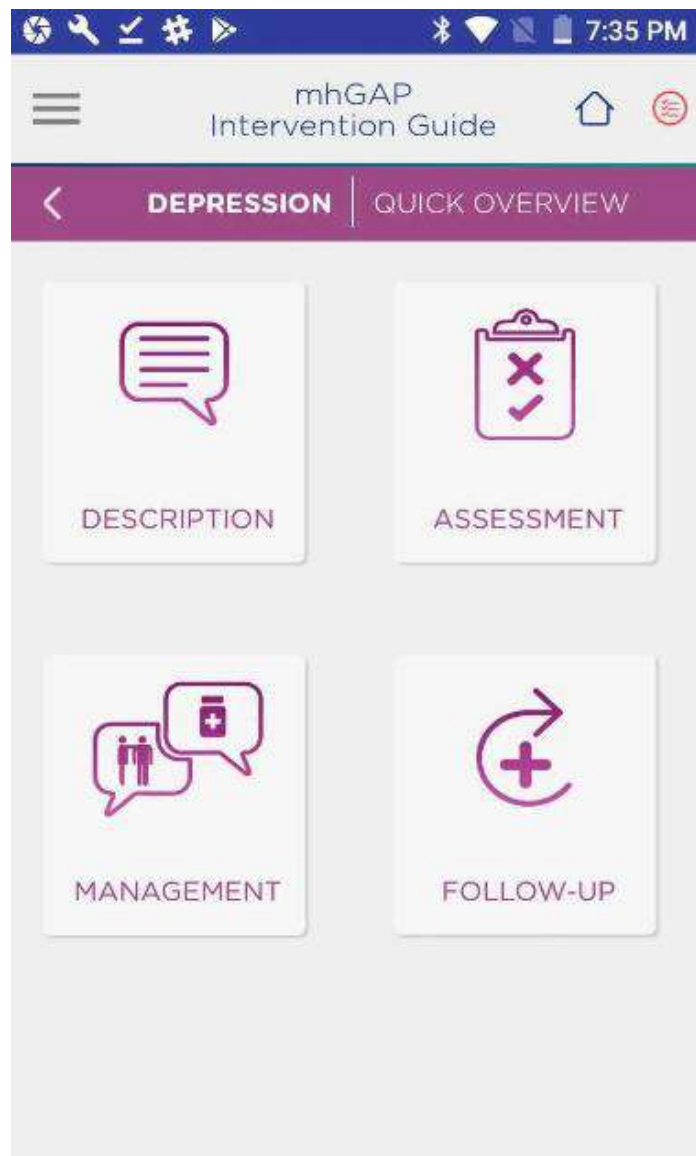 7:35 PM
mhGAP
Intervention Guide
DEPRESSION QUICK OVERVIEW
DESCRIPTION
ASSESSMENT
MANAGEMENT
FOLLOW-UP